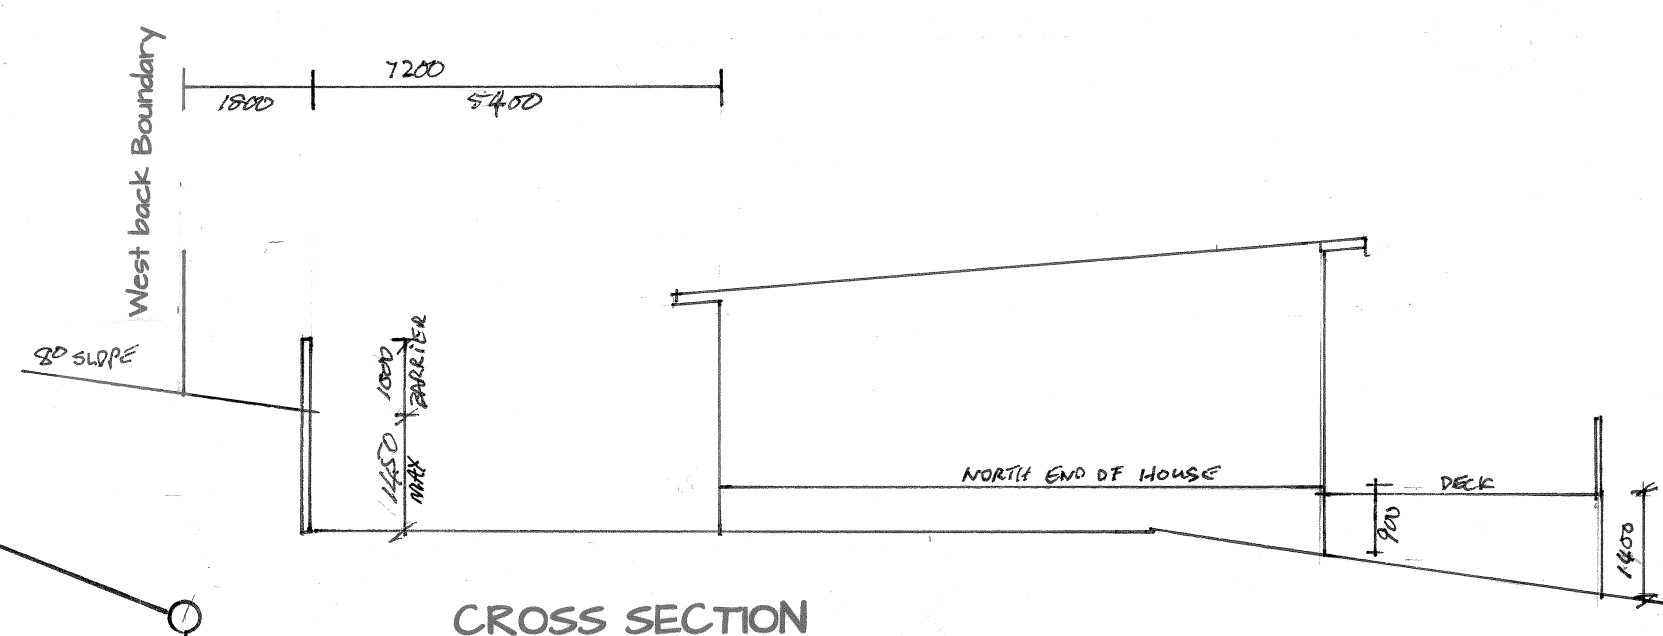 West back Boundary
7200
1800
5400
8° SLOPE
1000
BARRIER
1450
MAX
NORTH END OF HOUSE
DECK
900
1400
CROSS SECTION